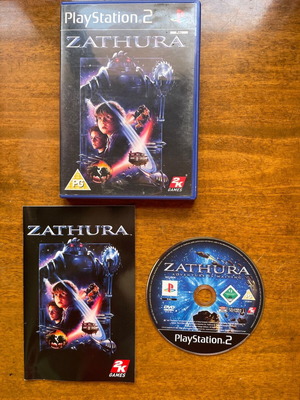 PlayStation 2
ZATHURA
PG
2K
GAMES
ZATHURA
2K
GAMES
ZATHURA
PlayStation 2